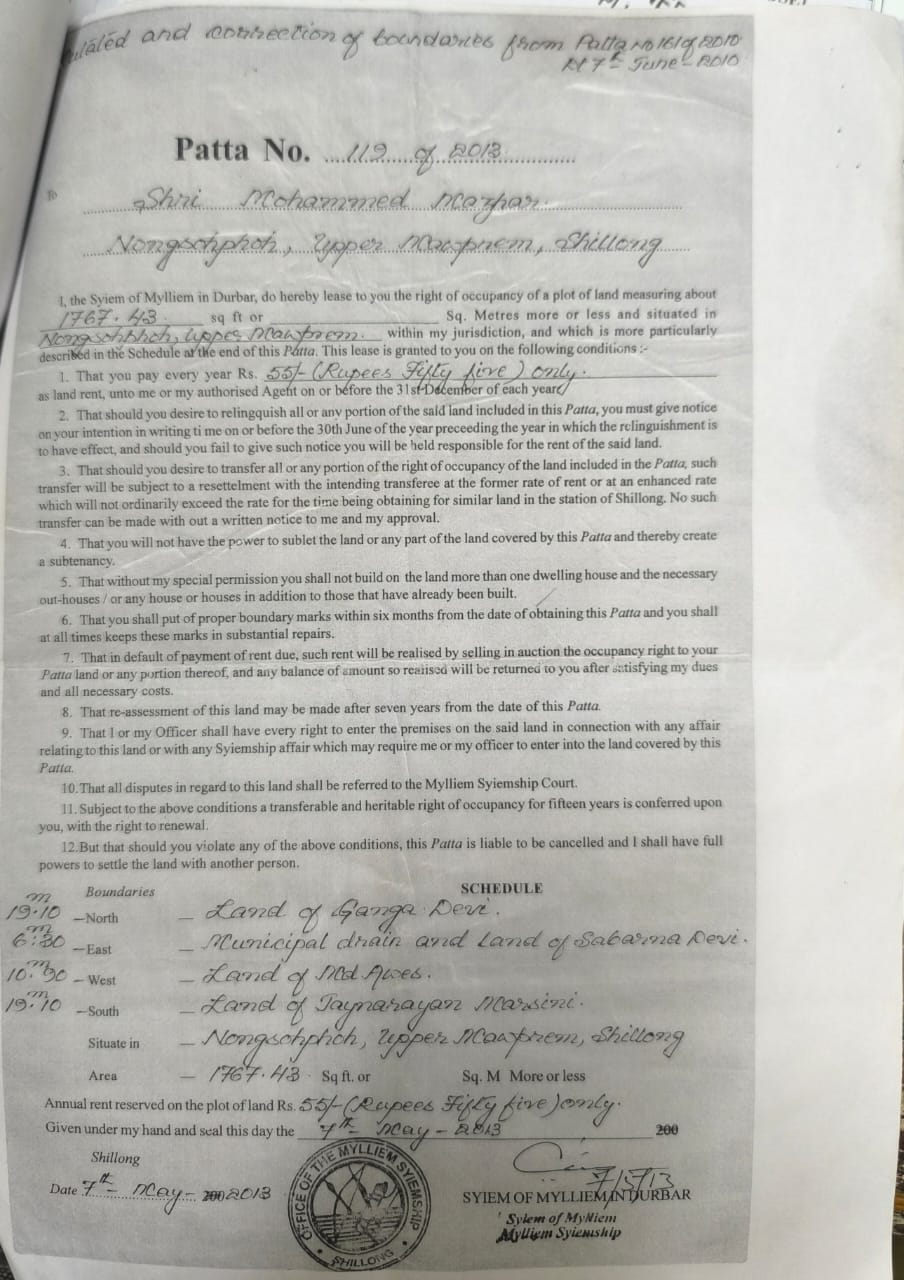 ulated and correction of boundaries from Patta No 161 of 2010
Dt 7th June - 2010
Patta No. 112 of 2013
To
Shri Mohammed Mazhar
Nongsohphoh, Upper Mawprem, Shillong
I, the Syiem of Mylliem in Durbar, do hereby lease to you the right of occupancy of a plot of land measuring about
1767.43 sq ft or Sq. Metres more or less and situated in
Nongsohphoh, Upper Mawprem. within my jurisdiction, and which is more particularly
described in the Schedule at the end of this Patta. This lease is granted to you on the following conditions :-
1. That you pay every year Rs. 55/- (Rupees Fifty five) only.
as land rent, unto me or my authorised Agent on or before the 31st December of each year
2. That should you desire to relingquish all or any portion of the said land included in this Patta, you must give notice
on your intention in writing ti me on or before the 30th June of the year preceeding the year in which the relinguishment is
to have effect, and should you fail to give such notice you will be held responsible for the rent of the said land.
3. That should you desire to transfer all or any portion of the right of occupancy of the land included in the Patta, such
transfer will be subject to a resettelment with the intending transferee at the former rate of rent or at an enhanced rate
which will not ordinarily exceed the rate for the time being obtaining for similar land in the station of Shillong. No such
transfer can be made with out a written notice to me and my approval.
4. That you will not have the power to sublet the land or any part of the land covered by this Patta and thereby create
a subtenancy.
5. That without my special permission you shall not build on the land more than one dwelling house and the necessary
out-houses / or any house or houses in addition to those that have already been built.
6. That you shall put of proper boundary marks within six months from the date of obtaining this Patta and you shall
at all times keeps these marks in substantial repairs.
7. That in default of payment of rent due, such rent will be realised by selling in auction the occupancy right to your
Patta land or any portion thereof, and any balance of amount so realised will be returned to you after satisfying my dues
and all necessary costs.
8. That re-assessment of this land may be made after seven years from the date of this Patta.
9. That I or my Officer shall have every right to enter the premises on the said land in connection with any affair
relating to this land or with any Syiemship affair which may require me or my officer to enter into the land covered by this
Patta.
10. That all disputes in regard to this land shall be referred to the Mylliem Syiemship Court.
11. Subject to the above conditions a transferable and heritable right of occupancy for fifteen years is conferred upon
you, with the right to renewal.
12. But that should you violate any of the above conditions, this Patta is liable to be cancelled and I shall have full
powers to settle the land with another person.
Boundaries SCHEDULE
19.10 m – North – Land of Ganga Devi.
6.30 m – East – Municipal drain and Land of Sabarna Devi.
10.90 m – West – Land of Md Awes.
19.10 m – South – Land of Jaynarayan Marsini.
Situate in – Nongsohphoh, Upper Mawprem, Shillong
Area – 1767.43 Sq ft. or Sq. M More or less
Annual rent reserved on the plot of land Rs. 55/- (Rupees Fifty five) only.
Given under my hand and seal this day the 7th May - 2013 200
Shillong
Date 7th May - 200 2013
OFFICE OF THE MYLLIEM SYIEMSHIP
SHILLONG
7/5/13
SYIEM OF MYLLIEM IN DURBAR
Syiem of Mylliem
Mylliem Syiemship